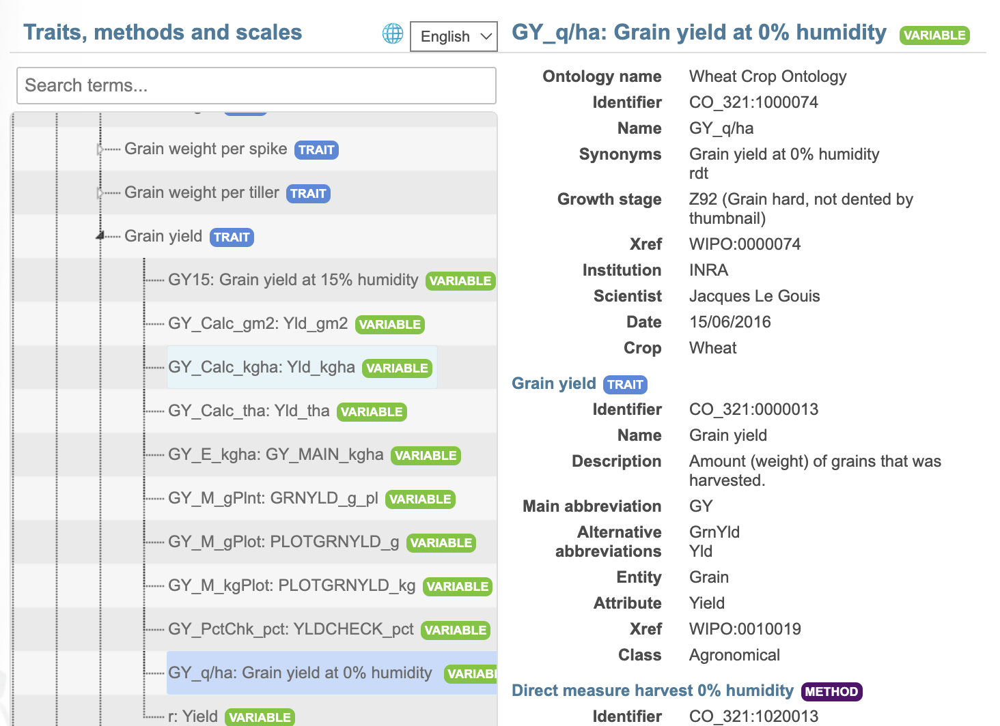 Traits, methods and scales
English
Search terms...
Grain weight per spike TRAIT
Grain weight per tiller TRAIT
Grain yield TRAIT
GY15: Grain yield at 15% humidity VARIABLE
GY_Calc_gm2: Yld_gm2 VARIABLE
GY_Calc_kgha: Yld_kgha VARIABLE
GY_Calc_tha: Yld_tha VARIABLE
GY_E_kgha: GY_MAIN_kgha VARIABLE
GY_M_gPlnt: GRNYLD_g_pl VARIABLE
GY_M_gPlot: PLOTGRNYLD_g VARIABLE
GY_M_kgPlot: PLOTGRNYLD_kg VARIABLE
GY_PctChk_pct: YLDCHECK_pct VARIABLE
GY_q/ha: Grain yield at 0% humidity VARIAB
r: Yield VARIABLE
GY_q/ha: Grain yield at 0% humidity VARIABLE
Ontology name Wheat Crop Ontology
Identifier CO_321:1000074
Name GY_q/ha
Synonyms Grain yield at 0% humidity
rdt
Growth stage Z92 (Grain hard, not dented by
thumbnail)
Xref WIPO:0000074
Institution INRA
Scientist Jacques Le Gouis
Date 15/06/2016
Crop Wheat
Grain yield TRAIT
Identifier CO_321:0000013
Name Grain yield
Description Amount (weight) of grains that was
harvested.
Main abbreviation GY
Alternative GrnYld
abbreviations Yld
Entity Grain
Attribute Yield
Xref WIPO:0010019
Class Agronomical
Direct measure harvest 0% humidity METHOD
Identifier CO_321:1020013